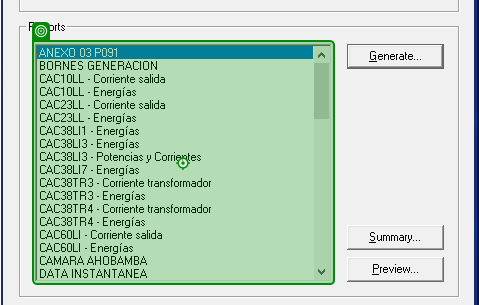 ports
ANEXO 03 P091
BORNES GENERACION
CAC10LL - Corriente salida
CAC10LL - Energías
CAC23LL - Corriente salida
CAC23LL - Energías
CAC38LI1 - Energías
CAC38LI3 - Energías
CAC38LI3 - Potencias y Corrientes
CAC38LI7 - Energías
CAC38TR3 - Corriente transformador
CAC38TR3 - Energías
CAC38TR4 - Corriente transformador
CAC38TR4 - Energías
CAC60LI - Corriente salida
CAC60LI - Energías
CAMARA AHOBAMBA
DATA INSTANTANEA
Generate...
Summary...
Preview...